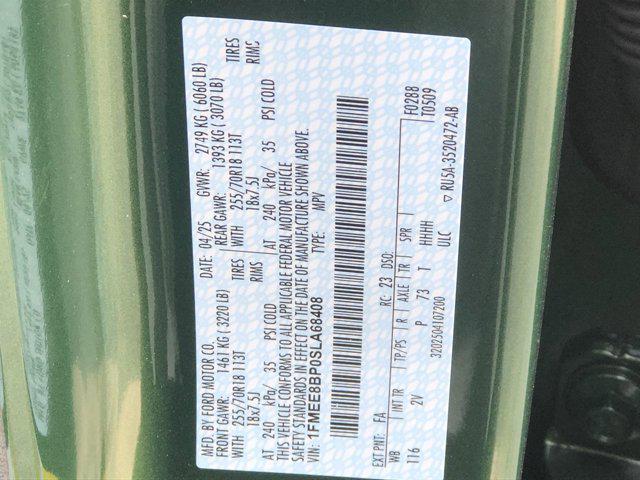 MFD. BY FORD MOTOR CO.
DATE: 04/25 GVWR: 2749 KG ( 6060 LB)
FRONT GAWR: 1461 KG ( 3220 LB) REAR GAWR: 1393 KG ( 3070 LB)
WITH 255/70R18 113T TIRES WITH 255/70R18 113T TIRES
18x7.5J RIMS 18x7.5J RIMS
AT 240 kPa/ 35 PSI COLD AT 240 kPa/ 35 PSI COLD
THIS VEHICLE CONFORMS TO ALL APPLICABLE FEDERAL MOTOR VEHICLE
SAFETY STANDARDS IN EFFECT ON THE DATE OF MANUFACTURE SHOWN ABOVE.
VIN: 1FMEE8BP0SLA68408
TYPE: MPV
EXT PNT: FA RC: 23 DSO: F0288
WB INT TR TP/PS R AXLE TR SPR T0509
116 2V P 73 T HHHH
3202504107200 ULC
▽ RU5A-3520472-AB